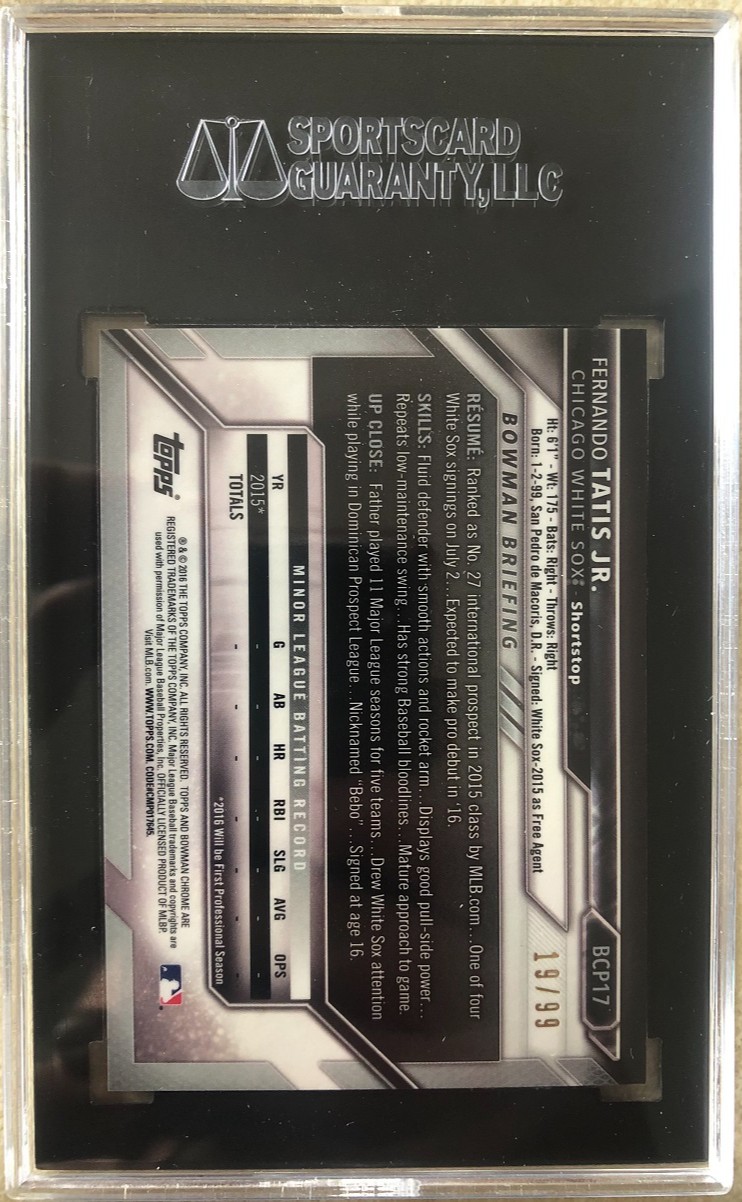 SPORTSCARD
GUARANTY, LLC
FERNANDO TATIS JR.
CHICAGO WHITE SOX® - Shortstop
BCP17
Ht: 6'1" - Wt: 175 - Bats: Right - Throws: Right
Born: 1-2-99, San Pedro de Macoris, D.R. - Signed: White Sox-2015 as Free Agent
19/99
BOWMAN BRIEFING
RÉSUMÉ: Ranked as No. 27 international prospect in 2015 class by MLB.com...One of four
White Sox signings on July 2...Expected to make pro debut in '16.
SKILLS: Fluid defender with smooth actions and rocket arm...Displays good pull-side power...
Repeats low-maintenance swing...Has strong Baseball bloodlines...Mature approach to game.
UP CLOSE: Father played 11 Major League seasons for five teams...Drew White Sox attention
while playing in Dominican Prospect League...Nicknamed "Bebo"...Signed at age 16.
MINOR LEAGUE BATTING RECORD
YR G AB HR RBI SLG AVG OPS
2015* - - - - - - -
TOTALS - - - - - - -
*2016 Will be First Professional Season
topps®
® & © 2016 THE TOPPS COMPANY, INC. ALL RIGHTS RESERVED. TOPPS AND BOWMAN CHROME ARE
REGISTERED TRADEMARKS OF THE TOPPS COMPANY, INC. Major League Baseball trademarks and copyrights are
used with permission of Major League Baseball Properties, Inc. OFFICIALLY LICENSED PRODUCT OF MLBP.
Visit MLB.com. WWW.TOPPS.COM. CODE#CMP017845.